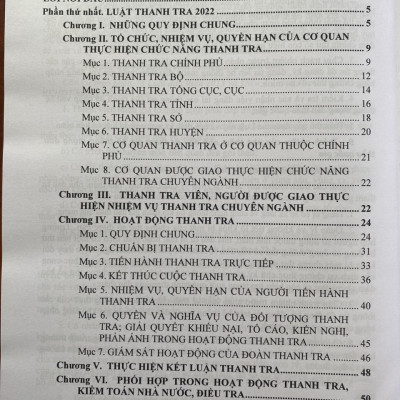 Phần thứ nhất. LUẬT THANH TRA 2022 5
Chương I. NHỮNG QUY ĐỊNH CHUNG 5
Chương II. TỔ CHỨC, NHIỆM VỤ, QUYỀN HẠN CỦA CƠ QUAN
THỰC HIỆN CHỨC NĂNG THANH TRA 9
Mục 1. THANH TRA CHÍNH PHỦ 9
Mục 2. THANH TRA BỘ 12
Mục 3. THANH TRA TỔNG CỤC, CỤC 14
Mục 4. THANH TRA TỈNH 16
Mục 5. THANH TRA SỞ 18
Mục 6. THANH TRA HUYỆN 20
Mục 7. CƠ QUAN THANH TRA Ở CƠ QUAN THUỘC CHÍNH
PHỦ 21
Mục 8. CƠ QUAN ĐƯỢC GIAO THỰC HIỆN CHỨC NĂNG
THANH TRA CHUYÊN NGÀNH 22
Chương III. THANH TRA VIÊN, NGƯỜI ĐƯỢC GIAO THỰC
HIỆN NHIỆM VỤ THANH TRA CHUYÊN NGÀNH 22
Chương IV. HOẠT ĐỘNG THANH TRA 24
Mục 1. QUY ĐỊNH CHUNG 24
Mục 2. CHUẨN BỊ THANH TRA 31
Mục 3. TIẾN HÀNH THANH TRA TRỰC TIẾP 33
Mục 4. KẾT THÚC CUỘC THANH TRA 36
Mục 5. NHIỆM VỤ, QUYỀN HẠN CỦA NGƯỜI TIẾN HÀNH
THANH TRA 40
Mục 6. QUYỀN VÀ NGHĨA VỤ CỦA ĐỐI TƯỢNG THANH
TRA; GIẢI QUYẾT KHIẾU NẠI, TỐ CÁO, KIẾN NGHỊ,
PHẢN ÁNH TRONG HOẠT ĐỘNG THANH TRA 45
Mục 7. GIÁM SÁT HOẠT ĐỘNG CỦA ĐOÀN THANH TRA 46
Chương V. THỰC HIỆN KẾT LUẬN THANH TRA 48
Chương VI. PHỐI HỢP TRONG HOẠT ĐỘNG THANH TRA,
KIỂM TOÁN NHÀ NƯỚC, ĐIỀU TRA 50